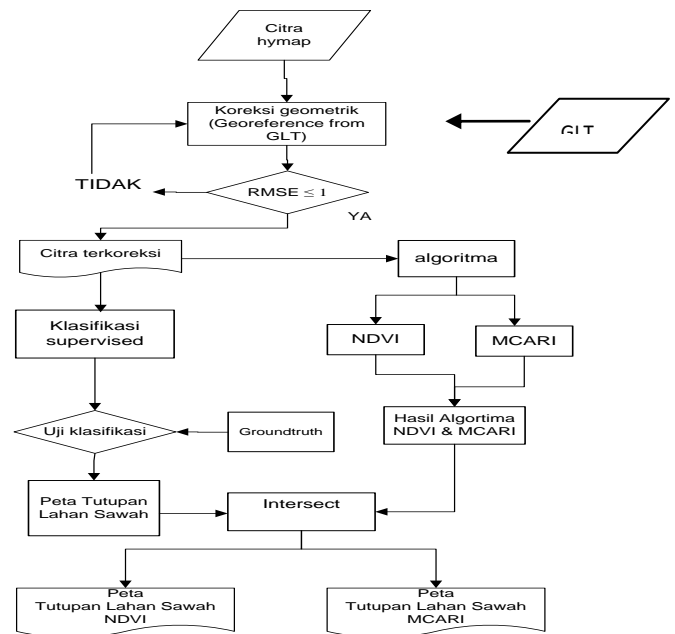 Citra
hymap
Koreksi geometrik
(Georeference from
GLT)
GLT
TIDAK
RMSE ≤ 1
YA
Citra terkoreksi
algoritma
Klasifikasi
supervised
NDVI
MCARI
Uji klasifikasi
Groundtruth
Hasil Algortima
NDVI & MCARI
Peta Tutupan
Lahan Sawah
Intersect
Peta
Tutupan Lahan Sawah
NDVI
Peta
Tutupan Lahan Sawah
MCARI